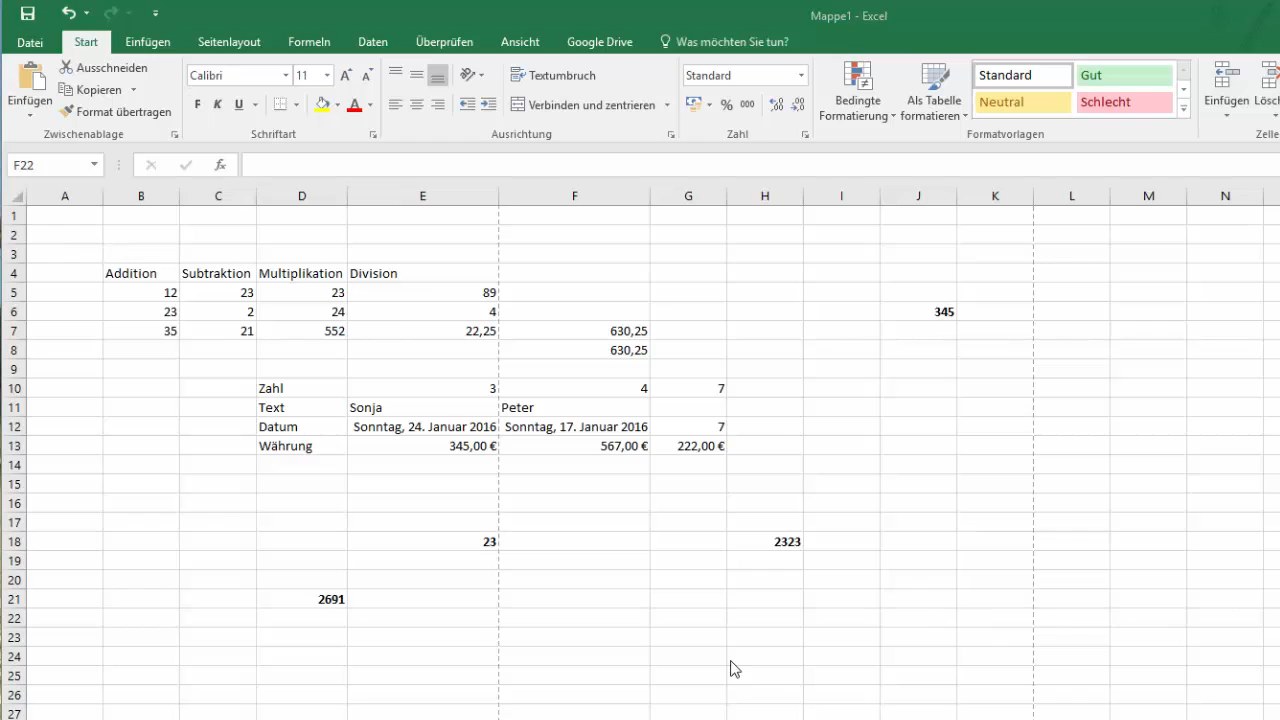 Mappe1 - Excel
Datei Start Einfügen Seitenlayout Formeln Daten Überprüfen Ansicht Google Drive Was möchten Sie tun?
Einfügen
Ausschneiden
Kopieren
Format übertragen
Zwischenablage
Calibri 11
F K U
Schriftart
Textumbruch
Verbinden und zentrieren
Ausrichtung
Standard
% 000
Zahl
Bedingte Formatierung
Als Tabelle formatieren
Standard Gut
Neutral Schlecht
Formatvorlagen
Einfügen
Zelle
F22 fx
A B C D E F G H I J K L M N
1
2
3
4 Addition Subtraktion Multiplikation Division
5 12 23 23 89
6 23 2 24 4 345
7 35 21 552 22,25 630,25
8 630,25
9
10 Zahl 3 4 7
11 Text Sonja Peter
12 Datum Sonntag, 24. Januar 2016 Sonntag, 17. Januar 2016 7
13 Währung 345,00 € 567,00 € 222,00 €
14
15
16
17
18 23 2323
19
20
21 2691
22
23
24
25
26
27